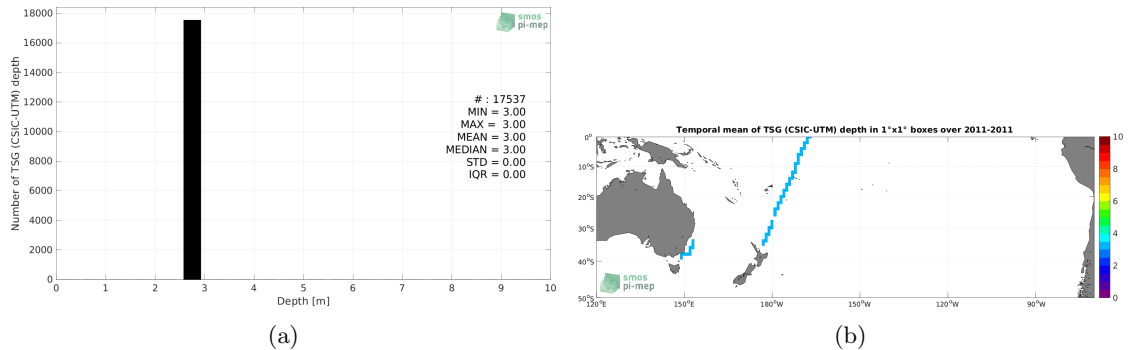 18000
16000
14000
12000
10000
8000
6000
4000
2000
0
Number of TSG (CSIC-UTM) depth
smos
pi-mep
# : 17537
MIN = 3.00
MAX = 3.00
MEAN = 3.00
MEDIAN = 3.00
STD = 0.00
IQR = 0.00
0 1 2 3 4 5 6 7 8 9 10
Depth [m]
(a)
Temporal mean of TSG (CSIC-UTM) depth in 1°x1° boxes over 2011-2011
0°
10°S
20°S
30°S
40°S
50°S
smos
pi-mep
120°E 150°E 180°W 150°W 120°W 90°W
10
8
6
4
2
0
(b)